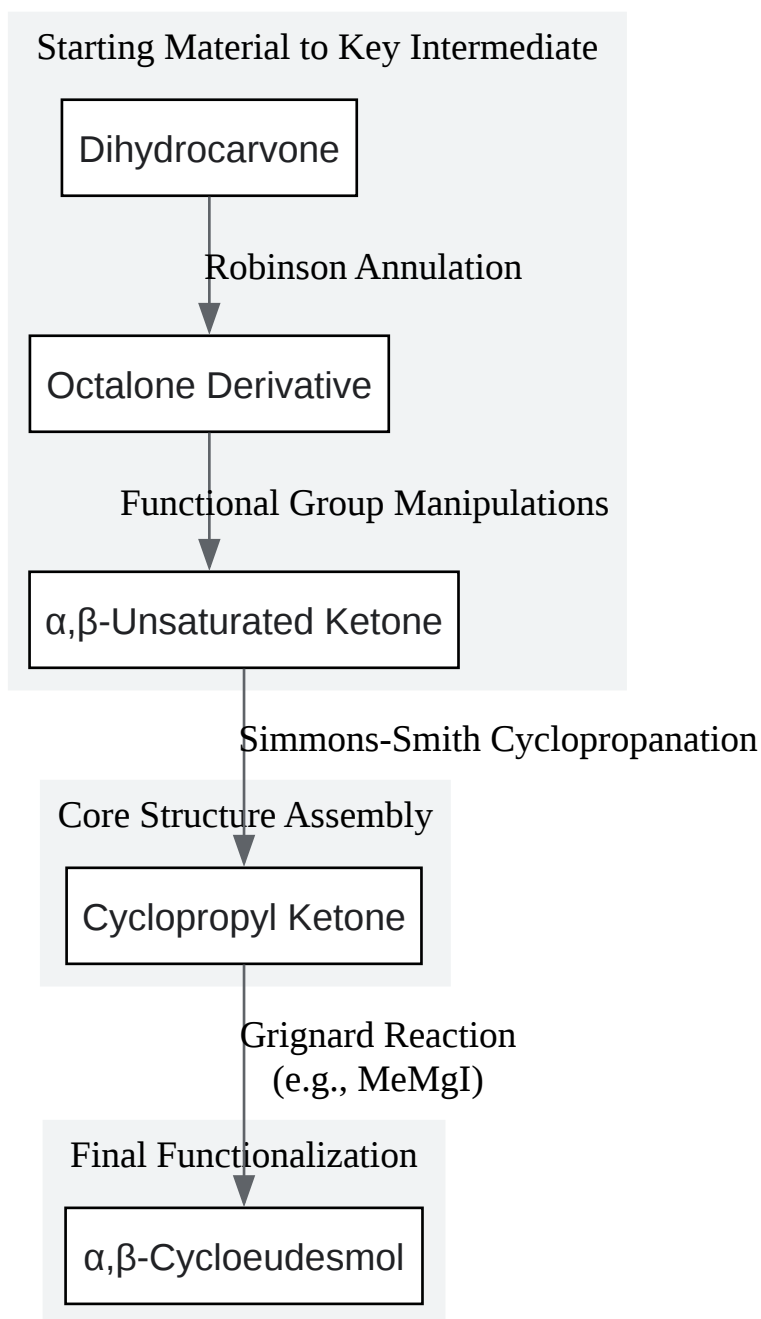 Starting Material to Key Intermediate
Dihydrocarvone
Robinson Annulation
Octalone Derivative
Functional Group Manipulations
α,β-Unsaturated Ketone
Simmons-Smith Cyclopropanation
Core Structure Assembly
Cyclopropyl Ketone
Grignard Reaction
(e.g., MeMgI)
Final Functionalization
α,β-Cycloeudesmol